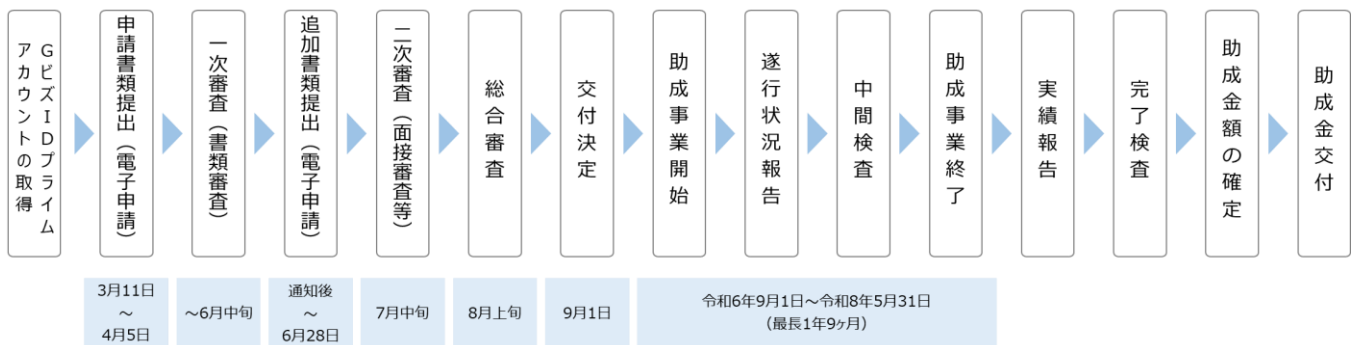 GビズIDプライム
アカウントの取得
申請書類提出（電子申請）
一次審査（書類審査）
追加書類提出（電子申請）
二次審査（面接審査等）
総合審査
交付決定
助成事業開始
遂行状況報告
中間検査
助成事業終了
実績報告
完了検査
助成金額の確定
助成金交付
3月11日
～
4月5日
～6月中旬
通知後
～
6月28日
7月中旬
8月上旬
9月1日
令和6年9月1日～令和8年5月31日
（最長1年9ヶ月）